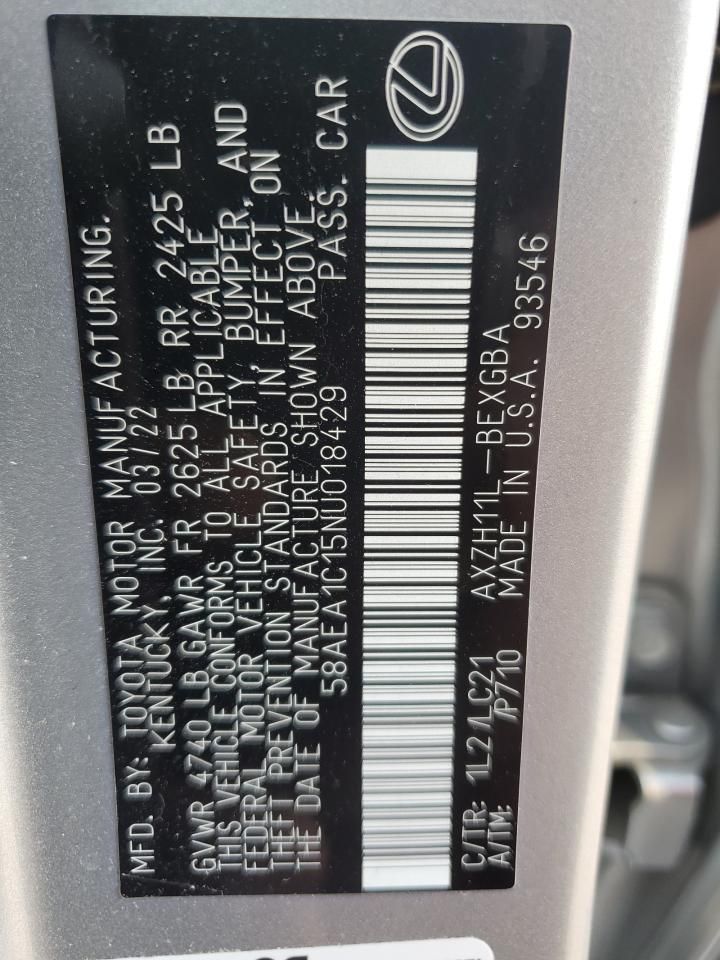 MFD. BY: TOYOTA MOTOR MANUFACTURING.
KENTUCKY. INC. 03/22
GVWR 4740 LB GAWR FR 2625 LB RR 2425 LB
THIS VEHICLE CONFORMS TO ALL APPLICABLE
FEDERAL MOTOR VEHICLE SAFETY, BUMPER, AND
THEFT PREVENTION STANDARDS IN EFFECT ON
THE DATE OF MANUFACTURE SHOWN ABOVE.
58AEA1C15NU018429 PASS. CAR
C/TR: 1L2 /LC21 AXZH11L-BEXGBA
A/TM: /P710 MADE IN U.S.A. 93546